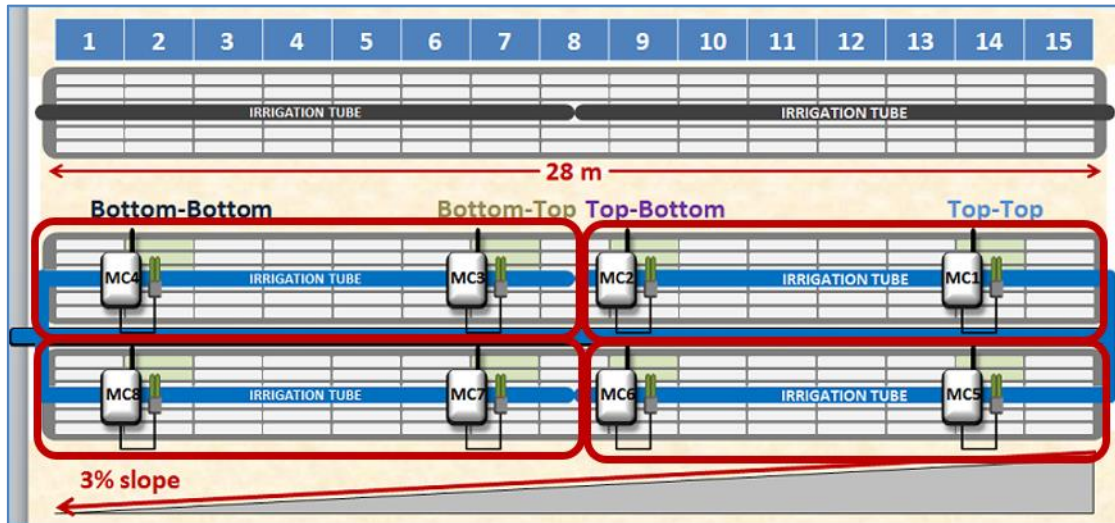 1 2 3 4 5 6 7 8 9 10 11 12 13 14 15
IRRIGATION TUBE IRRIGATION TUBE
28 m
Bottom-Bottom Bottom-Top Top-Bottom Top-Top
MC4 IRRIGATION TUBE MC3 MC2 IRRIGATION TUBE MC1
MC8 IRRIGATION TUBE MC7 MC6 IRRIGATION TUBE MC5
3% slope